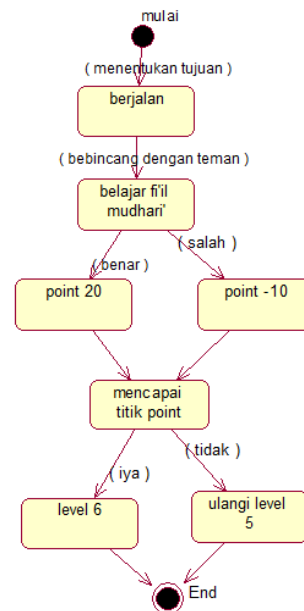 mulai
( menentukan tujuan )
berjalan
( bebincang dengan teman )
belajar fi'il
mudhari'
( benar )
( salah )
point 20
point -10
mencapai
titik point
( iya )
( tidak )
level 6
ulangi level
5
End